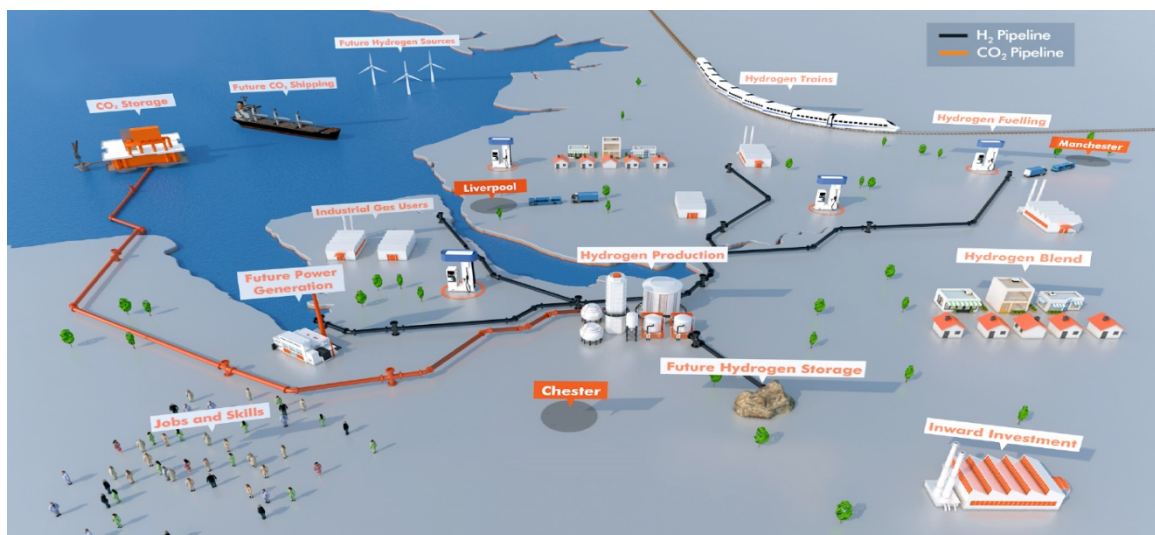 H₂ Pipeline
CO₂ Pipeline
Future Hydrogen Sources
Future CO₂ Shipping
CO₂ Storage
Hydrogen Trains
Hydrogen Fuelling
Manchester
Liverpool
Industrial Gas Users
Hydrogen Production
Hydrogen Blend
Future Power
Generation
Future Hydrogen Storage
Chester
Jobs and Skills
Inward Investment